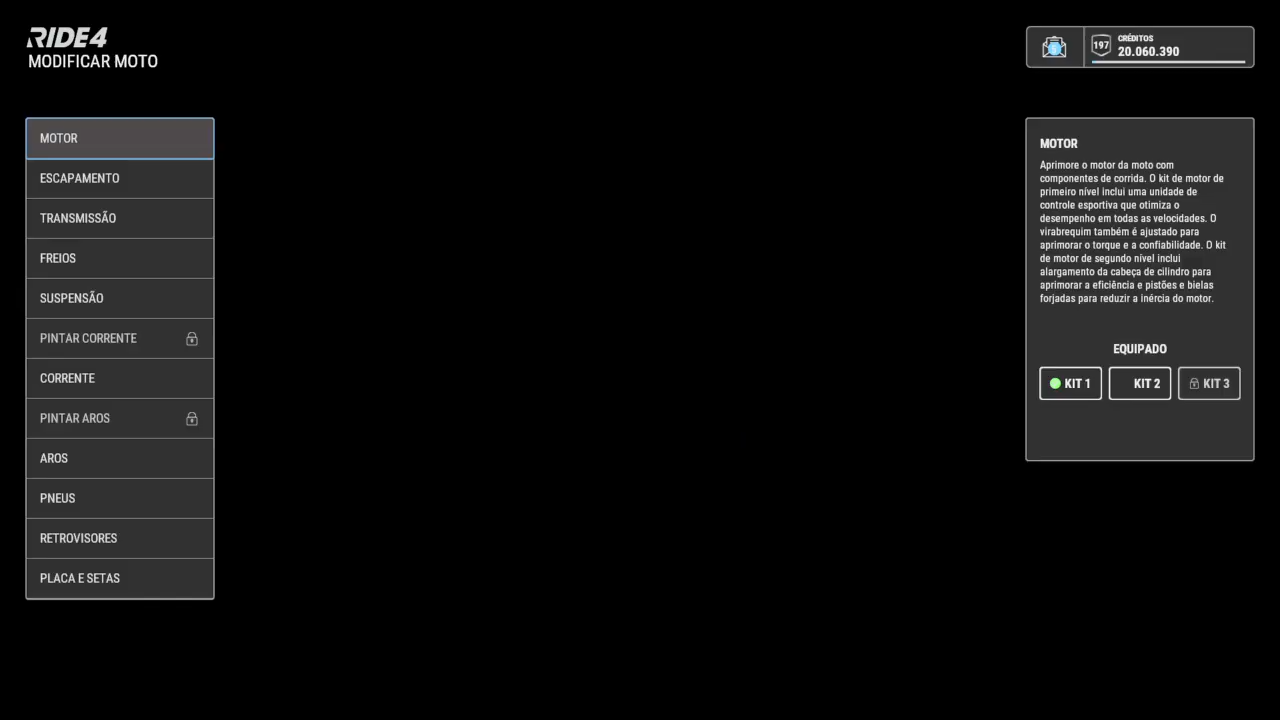 RIDE4
MODIFICAR MOTO
197
CRÉDITOS
20.060.390
MOTOR
ESCAPAMENTO
TRANSMISSÃO
FREIOS
SUSPENSÃO
PINTAR CORRENTE
CORRENTE
PINTAR AROS
AROS
PNEUS
RETROVISORES
PLACA E SETAS
MOTOR
Aprimore o motor da moto com
componentes de corrida. O kit de motor de
primeiro nível inclui uma unidade de
controle esportiva que otimiza o
desempenho em todas as velocidades. O
virabrequim também é ajustado para
aprimorar o torque e a confiabilidade. O kit
de motor de segundo nível inclui
alargamento da cabeça de cilindro para
aprimorar a eficiência e pistões e bielas
forjadas para reduzir a inércia do motor.
EQUIPADO
KIT 1
KIT 2
KIT 3